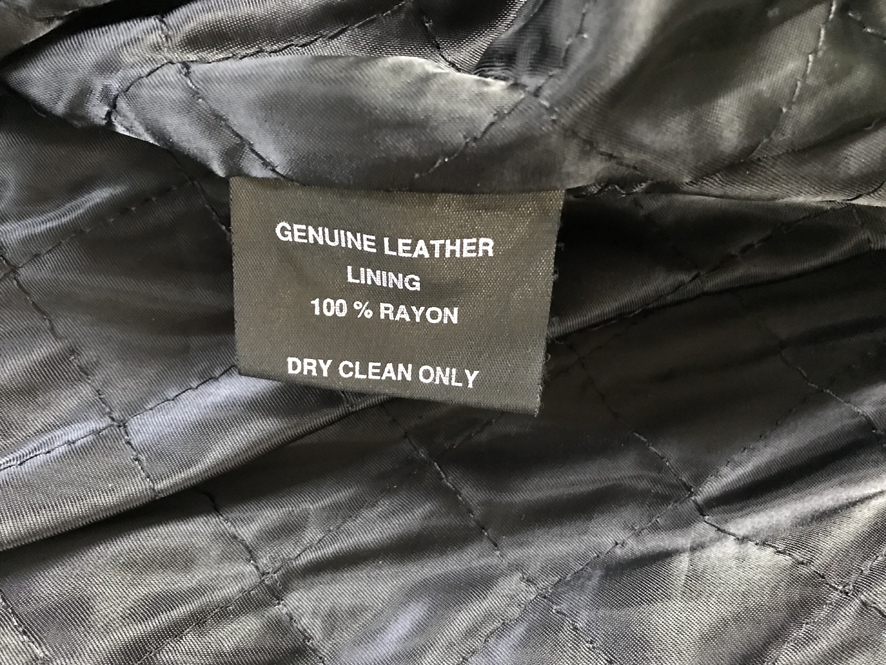 GENUINE LEATHER
LINING
100 % RAYON
DRY CLEAN ONLY